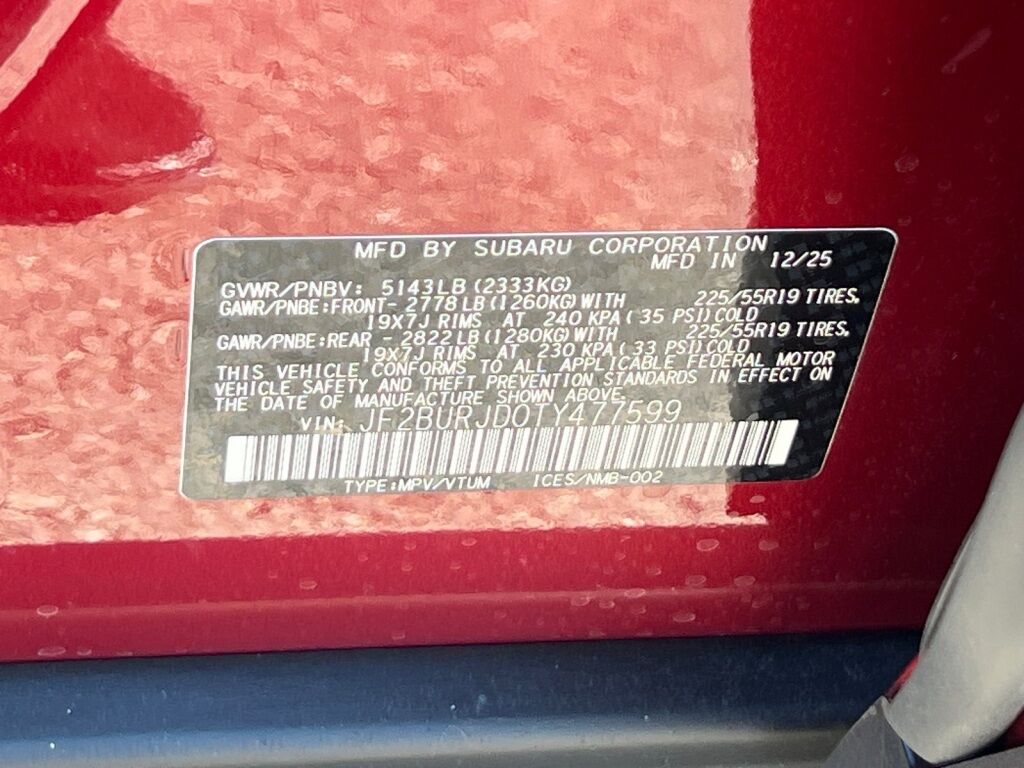 MFD BY SUBARU CORPORATION
MFD IN 12/25
GVWR/PNBV: 5143LB (2333KG)
GAWR/PNBE:FRONT- 2778 LB (1260KG) WITH 225/55R19 TIRES,
19X7J RIMS AT 240 KPA ( 35 PSI) COLD
GAWR/PNBE:REAR - 2822 LB (1280KG) WITH 225/55R19 TIRES,
19X7J RIMS AT 230 KPA ( 33 PSI) COLD
THIS VEHICLE CONFORMS TO ALL APPLICABLE FEDERAL MOTOR
VEHICLE SAFETY AND THEFT PREVENTION STANDARDS IN EFFECT ON
THE DATE OF MANUFACTURE SHOWN ABOVE.
VIN: JF2BURJD0TY477599
TYPE:MPV/VTUM ICES/NMB-002